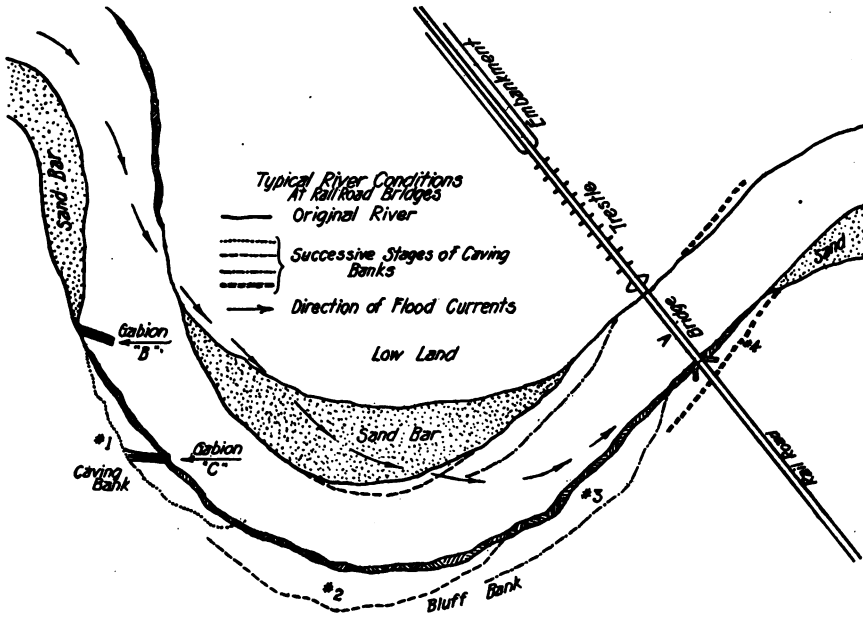 Embankment
Trestle
Typical River Conditions
At Rail Road Bridges
Original River
Successive Stages of Caving
Banks
Direction of Flood Currents
Sand Bar
Sand
Bridge
A
#4
Gabion
"B"
Low Land
Sand Bar
#1
Gabion
"C"
Caving
Bank
Rail Road
#3
#2
Bluff Bank